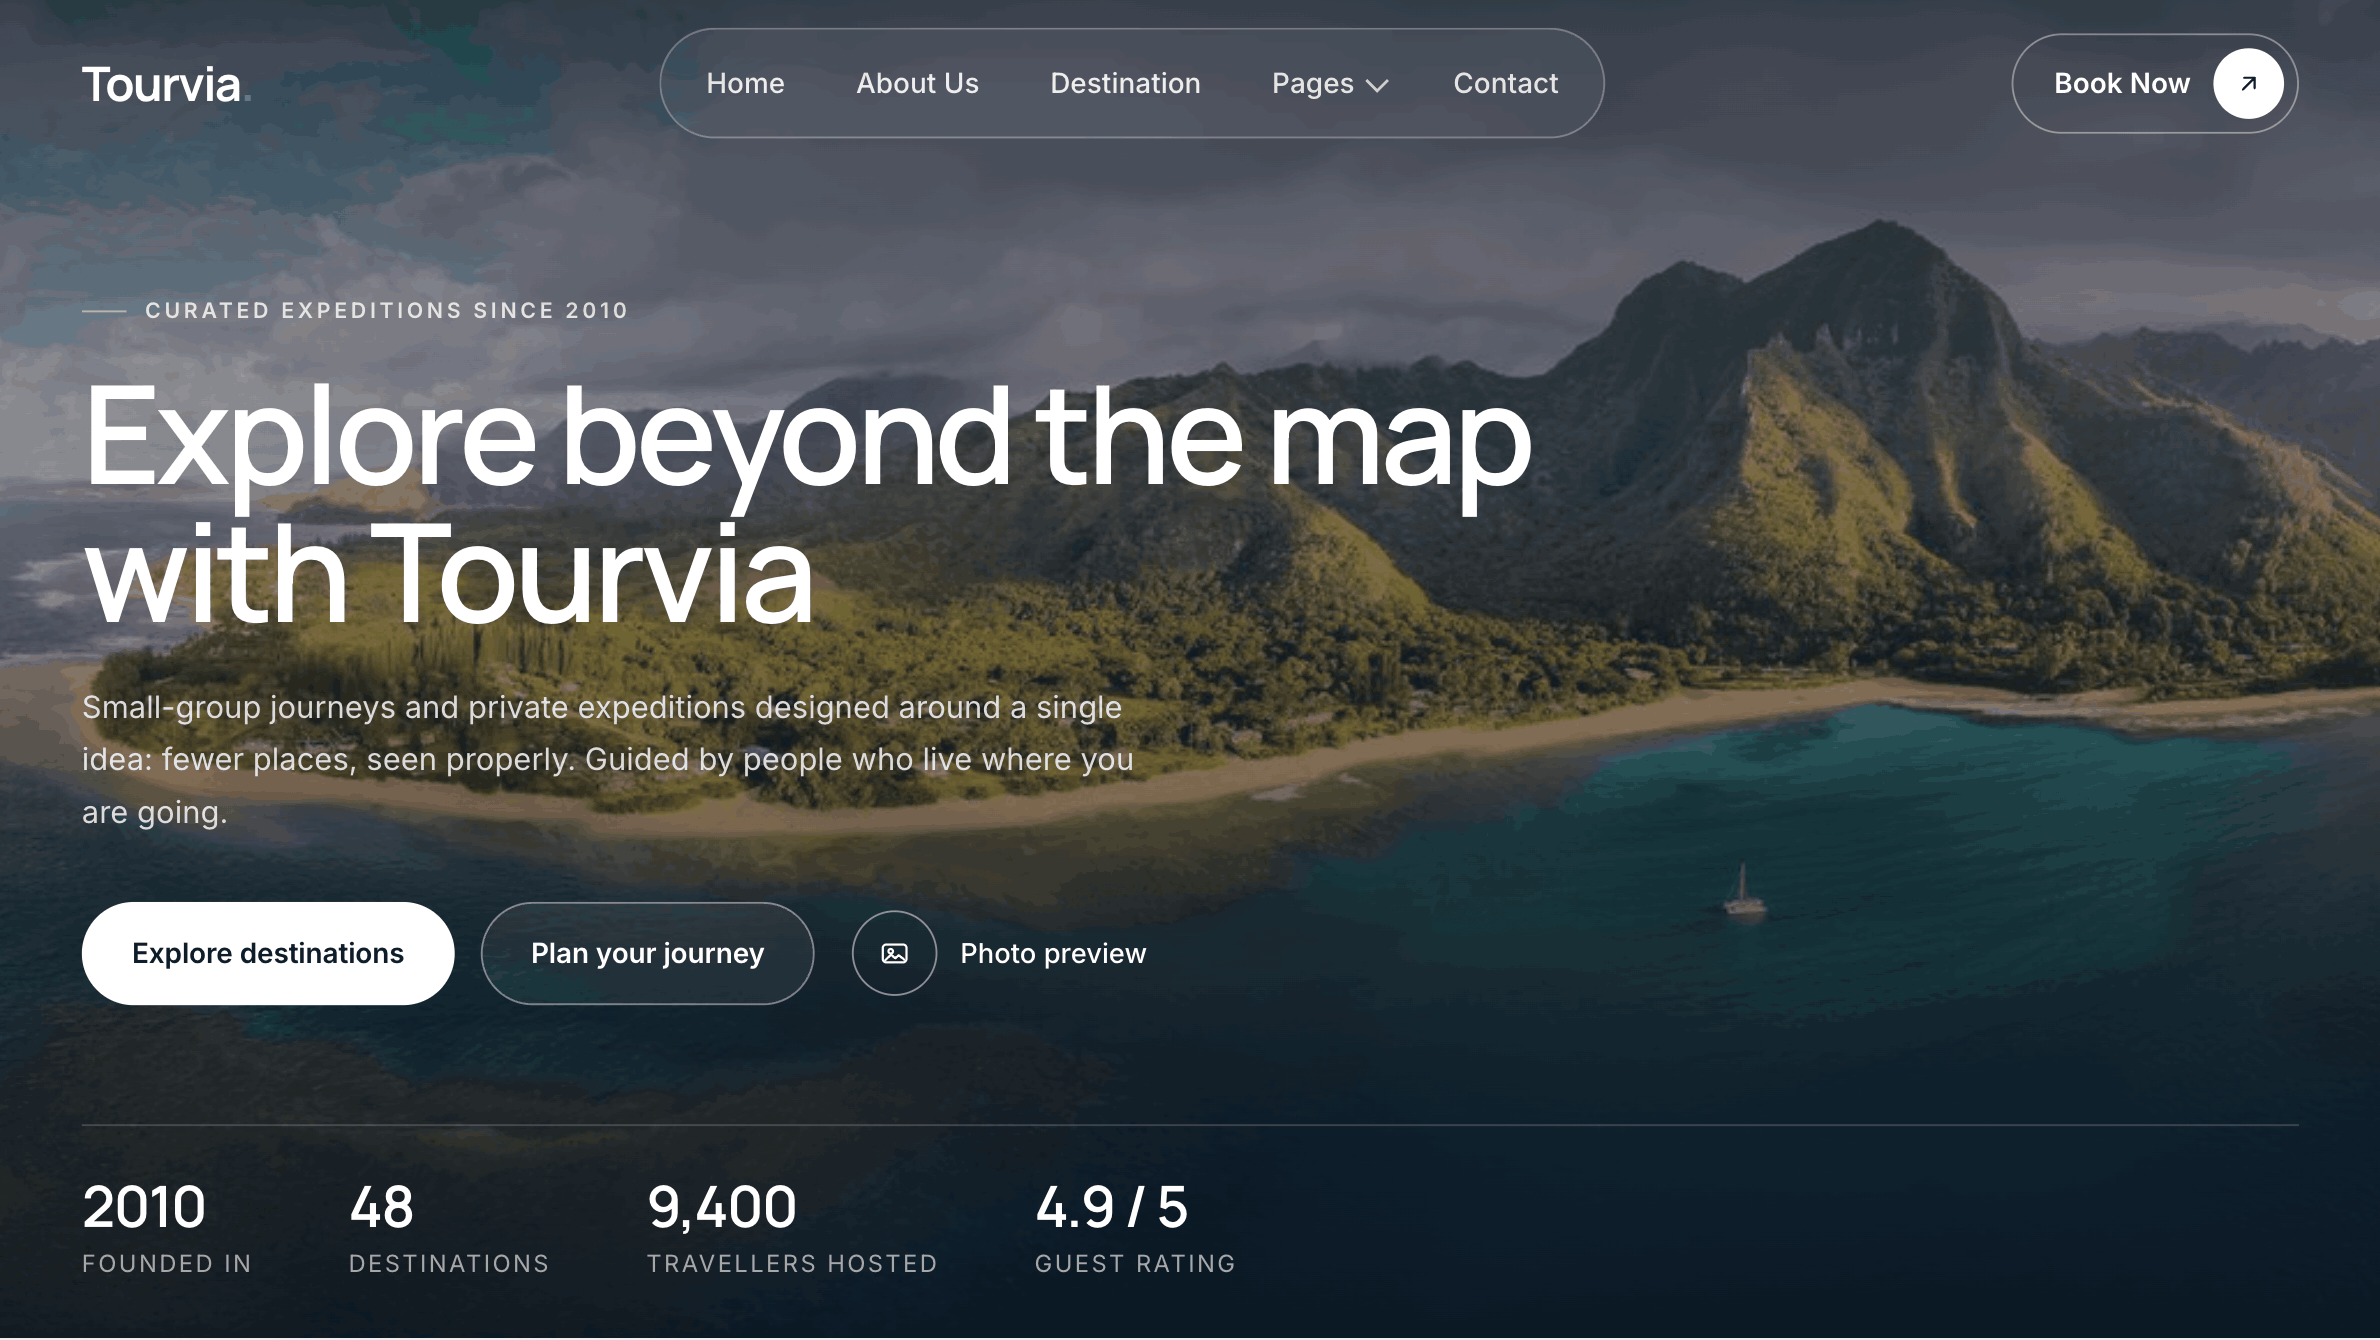 Tourvia.
Home About Us Destination Pages Contact
Book Now
CURATED EXPEDITIONS SINCE 2010
Explore beyond the map
with Tourvia
Small-group journeys and private expeditions designed around a single
idea: fewer places, seen properly. Guided by people who live where you
are going.
Explore destinations
Plan your journey
Photo preview
2010
FOUNDED IN
48
DESTINATIONS
9,400
TRAVELLERS HOSTED
4.9 / 5
GUEST RATING